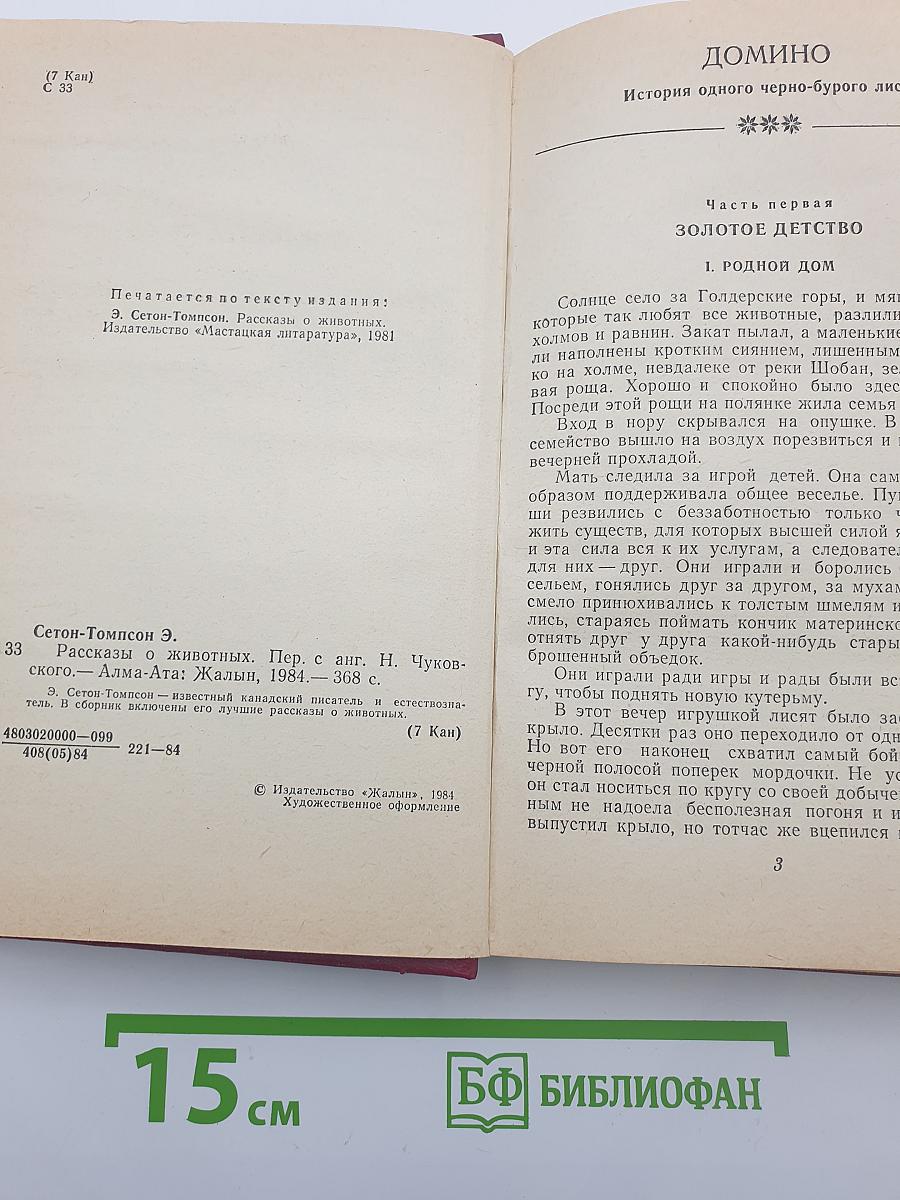 (7 Кан)
С 33
Печатается по тексту издания:
Э. Сетон-Томпсон. Рассказы о животных.
Издательство «Мастацкая литаратура», 1981
Сетон-Томпсон Э.
33 Рассказы о животных. Пер. с анг. Н. Чуков-
ского.— Алма-Ата: Жалын, 1984.— 368 с.
Э. Сетон-Томпсон — известный канадский писатель и естествозна-
тель. В сборник включены его лучшие рассказы о животных.
(7 Кан)
4803020000—099
408(05)84
221—84
© Издательство «Жалын», 1984
Художественное оформление
ДОМИНО
История одного черно-бурого лис
Часть первая
ЗОЛОТОЕ ДЕТСТВО
I. РОДНОЙ ДОМ
Солнце село за Голдерские горы, и мяг
которые так любят все животные, разлили
холмов и равнин. Закат пылал, а маленькие
ли наполнены кротким сиянием, лишенным
ко на холме, невдалеке от реки Шобан, зе
вая роща. Хорошо и спокойно было здес
Посреди этой рощи на полянке жила семья
Вход в нору скрывался на опушке. В
семейство вышло на воздух порезвиться и
вечерней прохладой.
Мать следила за игрой детей. Она сам
образом поддерживала общее веселье. Пу
ши резвились с беззаботностью только
жить существ, для которых высшей силой я
и эта сила вся к их услугам, а следовател
для них — друг. Они играли и боролись
сельем, гонялись друг за другом, за мухам
смело принюхивались к толстым шмелям и
лись, стараясь поймать кончик материнско
отнять друг у друга какой-нибудь стары
брошенный объедок.
Они играли ради игры и рады были вс
гу, чтобы поднять новую кутерьму.
В этот вечер игрушкой лисят было за
крыло. Десятки раз оно переходило от одн
Но вот его наконец схватил самый бой
черной полосой поперек мордочки. Не ус
он стал носиться по кругу со своей добыче
ным не надоела бесполезная погоня и и
выпустил крыло, но тотчас же вцепился
3
15 см
БФ БИБЛИОФАН